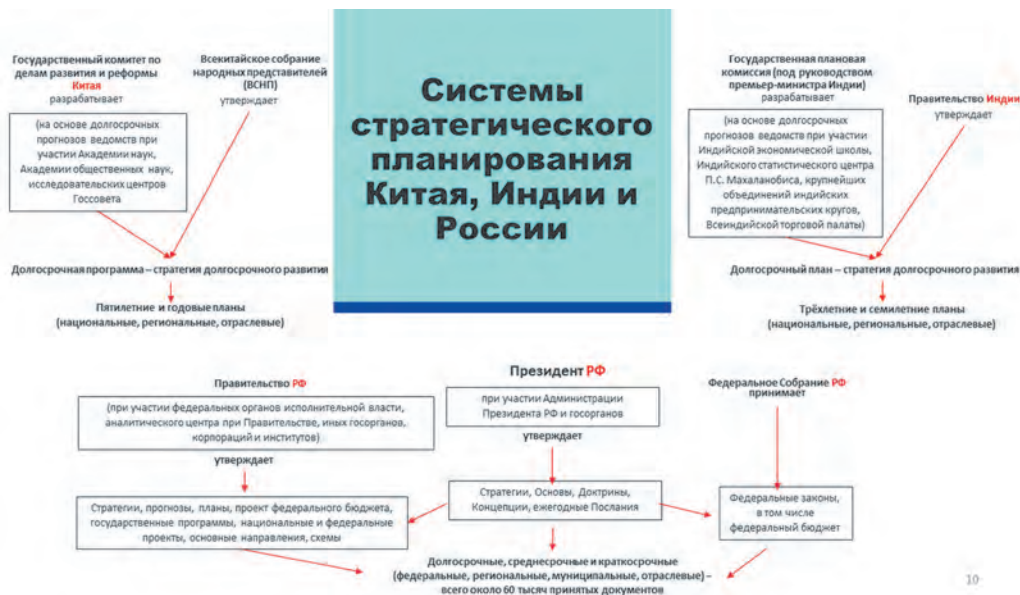 Государственный комитет по
делам развития и реформы
Китая
разрабатывает
(на основе долгосрочных
прогнозов ведомств при
участии Академии наук,
Академии общественных наук,
исследовательских центров
Госсовета
Всекитайское собрание
народных представителей
(ВСНП)
утверждает
Долгосрочная программа – стратегия долгосрочного развития
Пятилетние и годовые планы
(национальные, региональные, отраслевые)
Системы
стратегического
планирования
Китая, Индии и
России
Государственная плановая
комиссия (под руководством
премьер-министра Индии)
разрабатывает
(на основе долгосрочных
прогнозов ведомств при участии
Индийской экономической школы,
Индийского статистического центра
П.С. Махаланобиса, крупнейших
объединений индийских
предпринимательских кругов,
Всеиндийской торговой палаты)
Правительство Индии
утверждает
Долгосрочный план – стратегия долгосрочного развития
Трёхлетние и семилетние планы
(национальные, региональные, отраслевые)
Правительство РФ
(при участии федеральных органов исполнительной власти,
аналитического центра при Правительстве, иных госорганов,
корпораций и институтов)
утверждает
Стратегии, прогнозы, планы, проект федерального бюджета,
государственные программы, национальные и федеральные
проекты, основные направления, схемы
Президент РФ
при участии Администрации
Президента РФ и госорганов
утверждает
Стратегии, Основы, Доктрины,
Концепции, ежегодные Послания
Федеральное Собрание РФ
принимает
Федеральные законы,
в том числе
федеральный бюджет
Долгосрочные, среднесрочные и краткосрочные
(федеральные, региональные, муниципальные, отраслевые) –
всего около 60 тысяч принятых документов
10